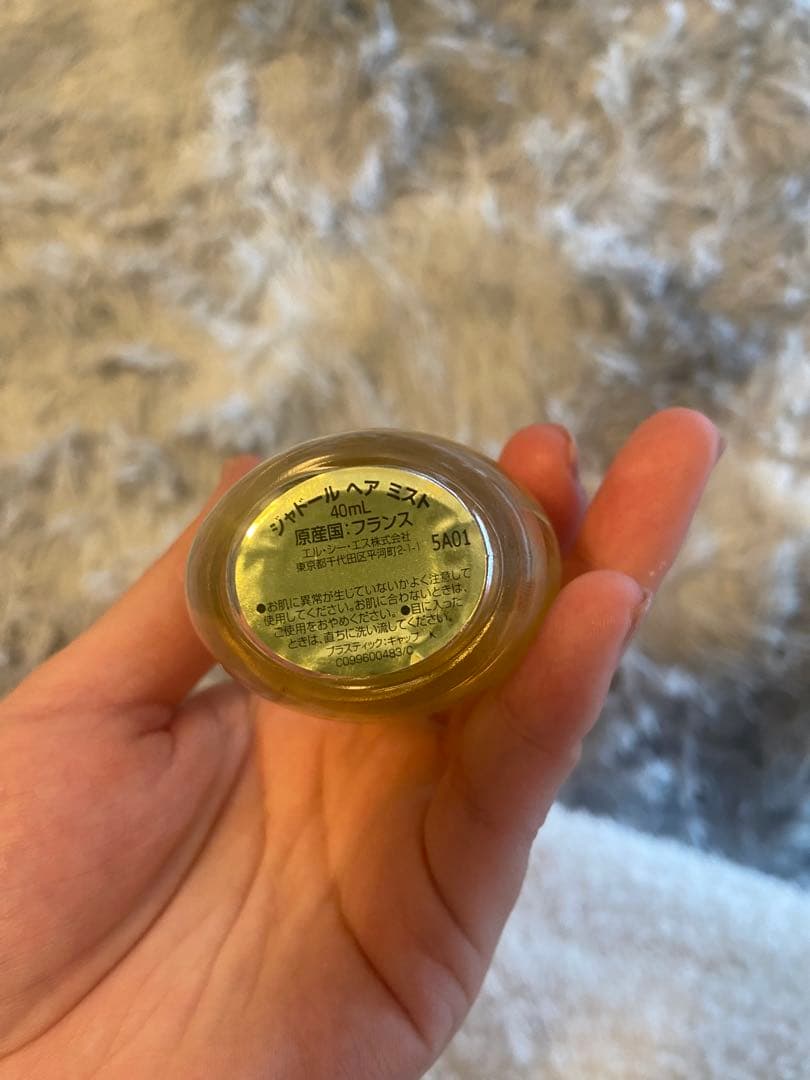 ジャドール ヘア ミスト
40mL
原産国:フランス
エル・シー・エス株式会社
東京都千代田区平河町2-1-1
5A01
●お肌に異常が生じていないかよく注意して
使用してください。お肌に合わないときは、
ご使用をおやめください。●目に入った
ときは、直ちに洗い流してください。
プラスティック:キャップ K
C099600483/C